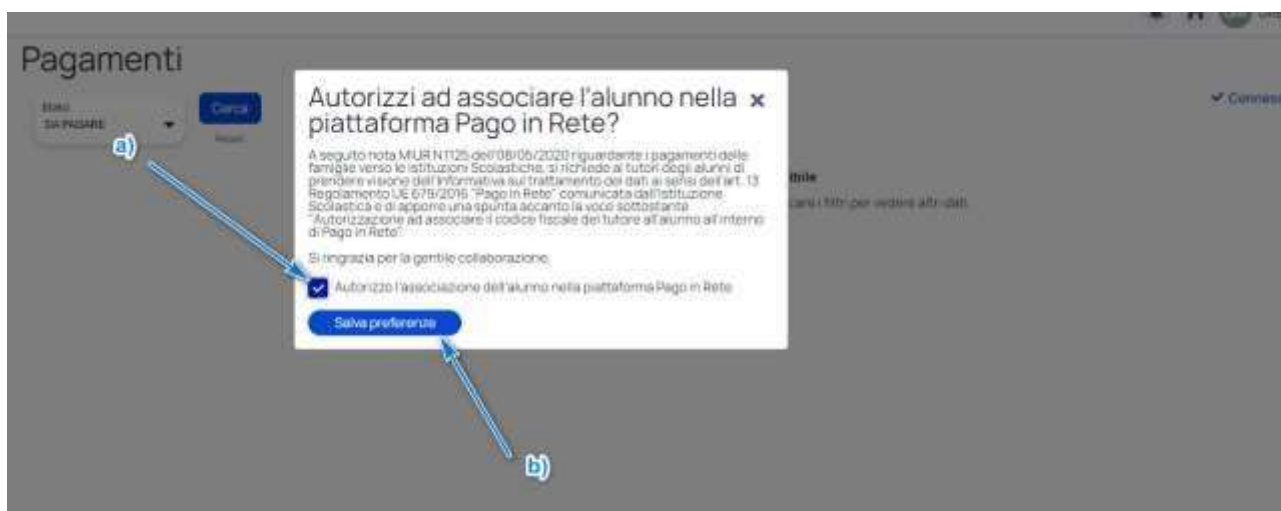 Pagamenti
Stato
DA PAGARE
Cerca
a)
Autorizzi ad associare l'alunno nella
piattaforma Pago in Rete?
A seguito nota MIUR N.1125 dell'08/05/2020 riguardante i pagamenti delle
famiglie verso le Istituzioni Scolastiche, si richiede ai tutori degli alunni di
prendere visione dell'Informativa sul trattamento dei dati ai sensi dell'art. 13
Regolamento UE 679/2016 "Pago in Rete" comunicata dall'Istituzione
Scolastica e di apporre una spunta accanto la voce sottostante
"Autorizzazione ad associare il codice fiscale del tutore all'alunno all'interno
di Pago in Rete".
Si ringrazia per la gentile collaborazione.
Autorizzo l'associazione dell'alunno nella piattaforma Pago in Rete
Salva preferenze
b)
i filtri per vedere altri dati.